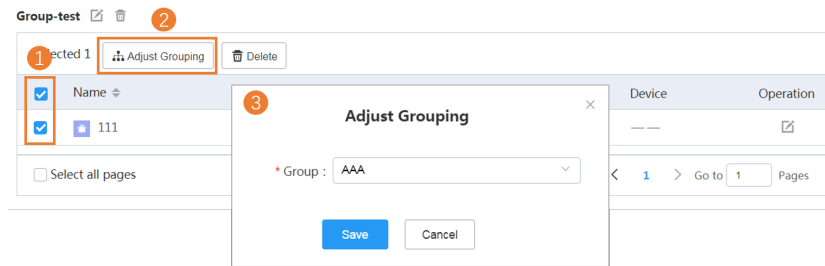 Group-test
2
1
ected 1 Adjust Grouping Delete
Name Device Operation
3
Adjust Grouping
111 — —
* Group : AAA
Select all pages 1 Go to 1 Pages
Save Cancel